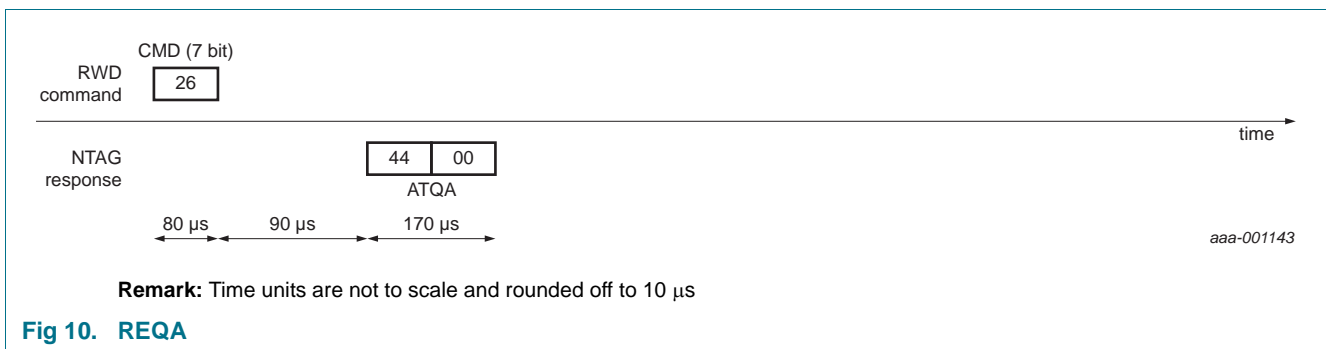 CMD (7 bit)
RWD
command
26
time
NTAG
response
44
00
ATQA
80 µs
90 µs
170 µs
aaa-001143
Remark: Time units are not to scale and rounded off to 10 μs
Fig 10. REQA